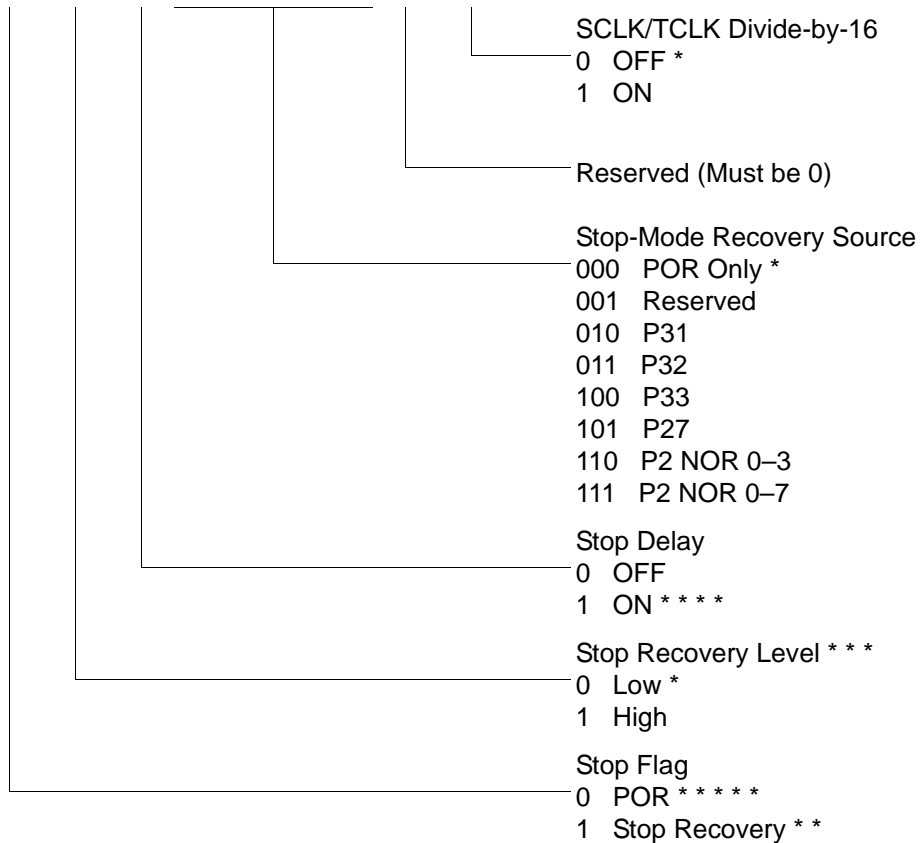 SCLK/TCLK Divide-by-16
0 OFF *
1 ON
Reserved (Must be 0)
Stop-Mode Recovery Source
000 POR Only *
001 Reserved
010 P31
011 P32
100 P33
101 P27
110 P2 NOR 0–3
111 P2 NOR 0–7
Stop Delay
0 OFF
1 ON * * * *
Stop Recovery Level * * *
0 Low *
1 High
Stop Flag
0 POR * * * * *
1 Stop Recovery * *